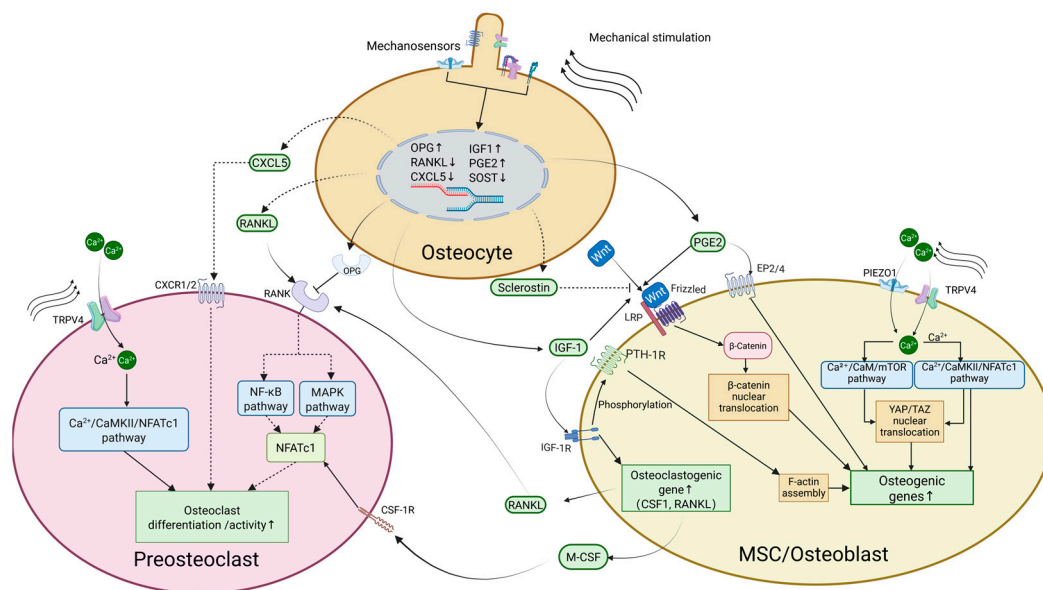 Mechanosensors
Mechanical stimulation
OPG↑ IGF1↑
RANKL↓ PGE2↑
CXCL5↓ SOST↓
Osteocyte
CXCL5
RANKL
OPG
RANK
CXCR1/2
Ca²⁺
Ca²⁺
TRPV4
Ca²⁺
Ca²⁺
Ca²⁺/CaMKII/NFATc1
pathway
NF-κB
pathway
MAPK
pathway
NFATc1
Osteoclast
differentiation /activity↑
Preosteoclast
CSF-1R
Sclerostin
IGF-1
IGF-1R
Phosphorylation
PTH-1R
RANKL
M-CSF
PGE2
EP2/4
Wnt
Wnt
Frizzled
LRP
β-Catenin
β-catenin
nuclear
translocation
Osteoclastogenic
gene↑
(CSF1, RANKL)
F-actin
assembly
Osteogenic
genes↑
Ca²⁺
Ca²⁺
PIEZO1
TRPV4
Ca²⁺
Ca²⁺
Ca²⁺/CaM/mTOR
pathway
Ca²⁺/CaMKII/NFATc1
pathway
YAP/TAZ
nuclear
translocation
MSC/Osteoblast